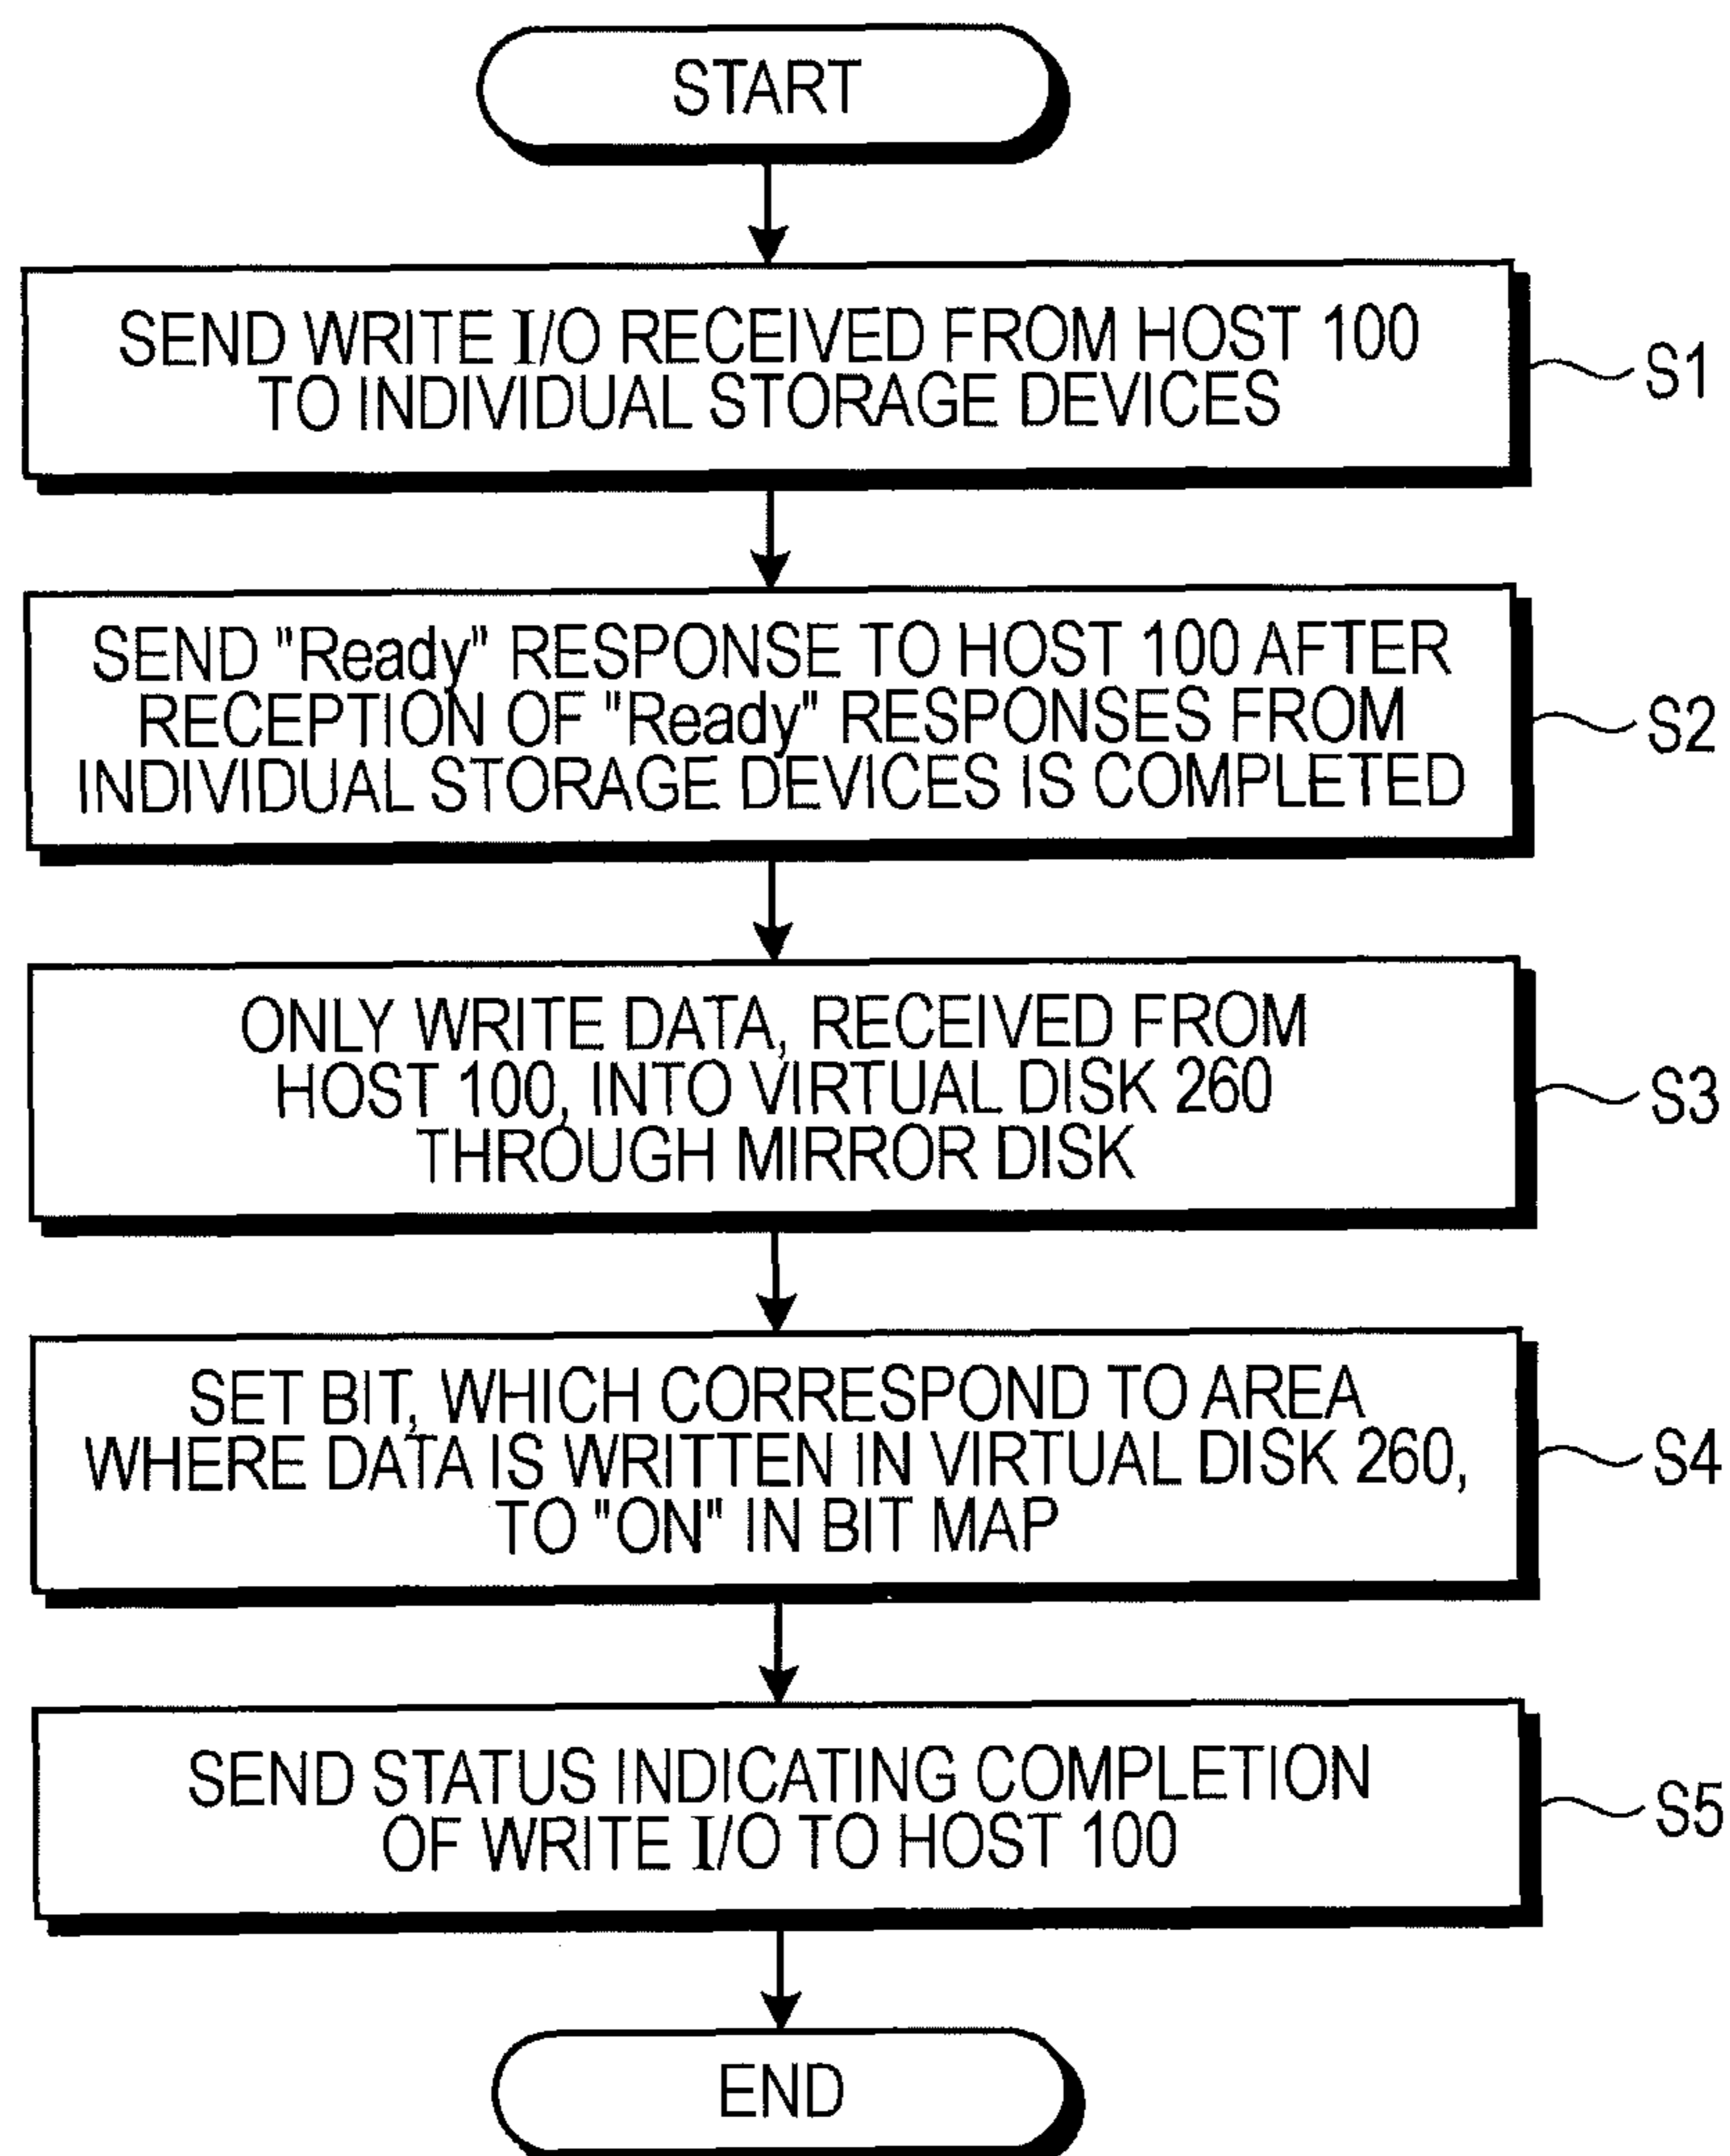 START
SEND WRITE I/O RECEIVED FROM HOST 100
TO INDIVIDUAL STORAGE DEVICES
S1
SEND "Ready" RESPONSE TO HOST 100 AFTER
RECEPTION OF "Ready" RESPONSES FROM
INDIVIDUAL STORAGE DEVICES IS COMPLETED
S2
ONLY WRITE DATA, RECEIVED FROM
HOST 100, INTO VIRTUAL DISK 260
THROUGH MIRROR DISK
S3
SET BIT, WHICH CORRESPOND TO AREA
WHERE DATA IS WRITTEN IN VIRTUAL DISK 260,
TO "ON" IN BIT MAP
S4
SEND STATUS INDICATING COMPLETION
OF WRITE I/O TO HOST 100
S5
END